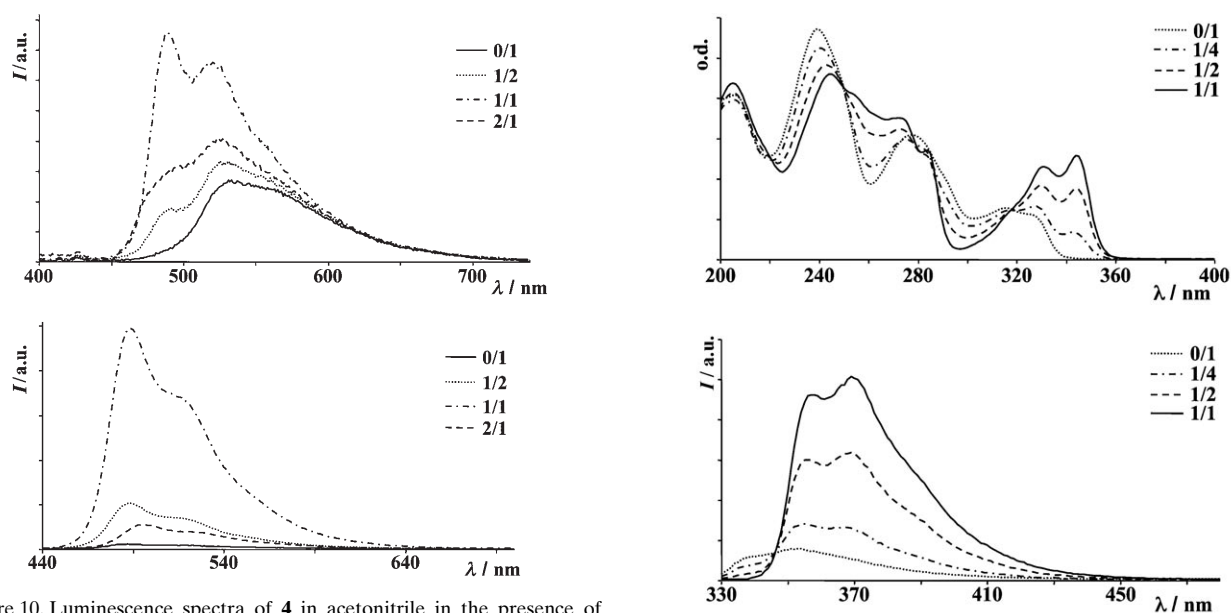 I / a.u.
0/1
1/2
1/1
2/1
400 500 600 700
λ / nm
I / a.u.
0/1
1/2
1/1
2/1
440 540 640
λ / nm
re 10 Luminescence spectra of 4 in acetonitrile in the presence of
o.d.
0/1
1/4
1/2
1/1
200 240 280 320 360 400
λ / nm
I / a.u.
0/1
1/4
1/2
1/1
330 370 410 450
λ / nm